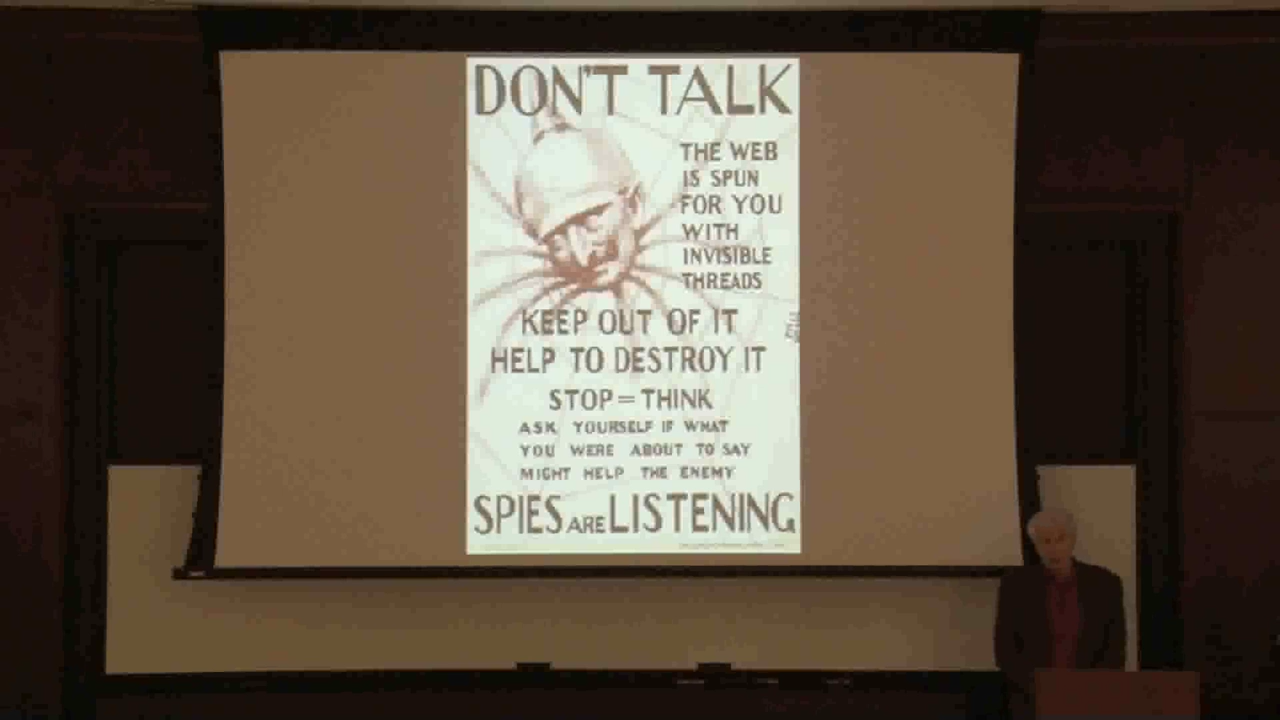 DON'T TALK
THE WEB
IS SPUN
FOR YOU
WITH
INVISIBLE
THREADS
KEEP OUT OF IT
HELP TO DESTROY IT
STOP = THINK
ASK YOURSELF IF WHAT
YOU WERE ABOUT TO SAY
MIGHT HELP THE ENEMY
SPIES ARE LISTENING